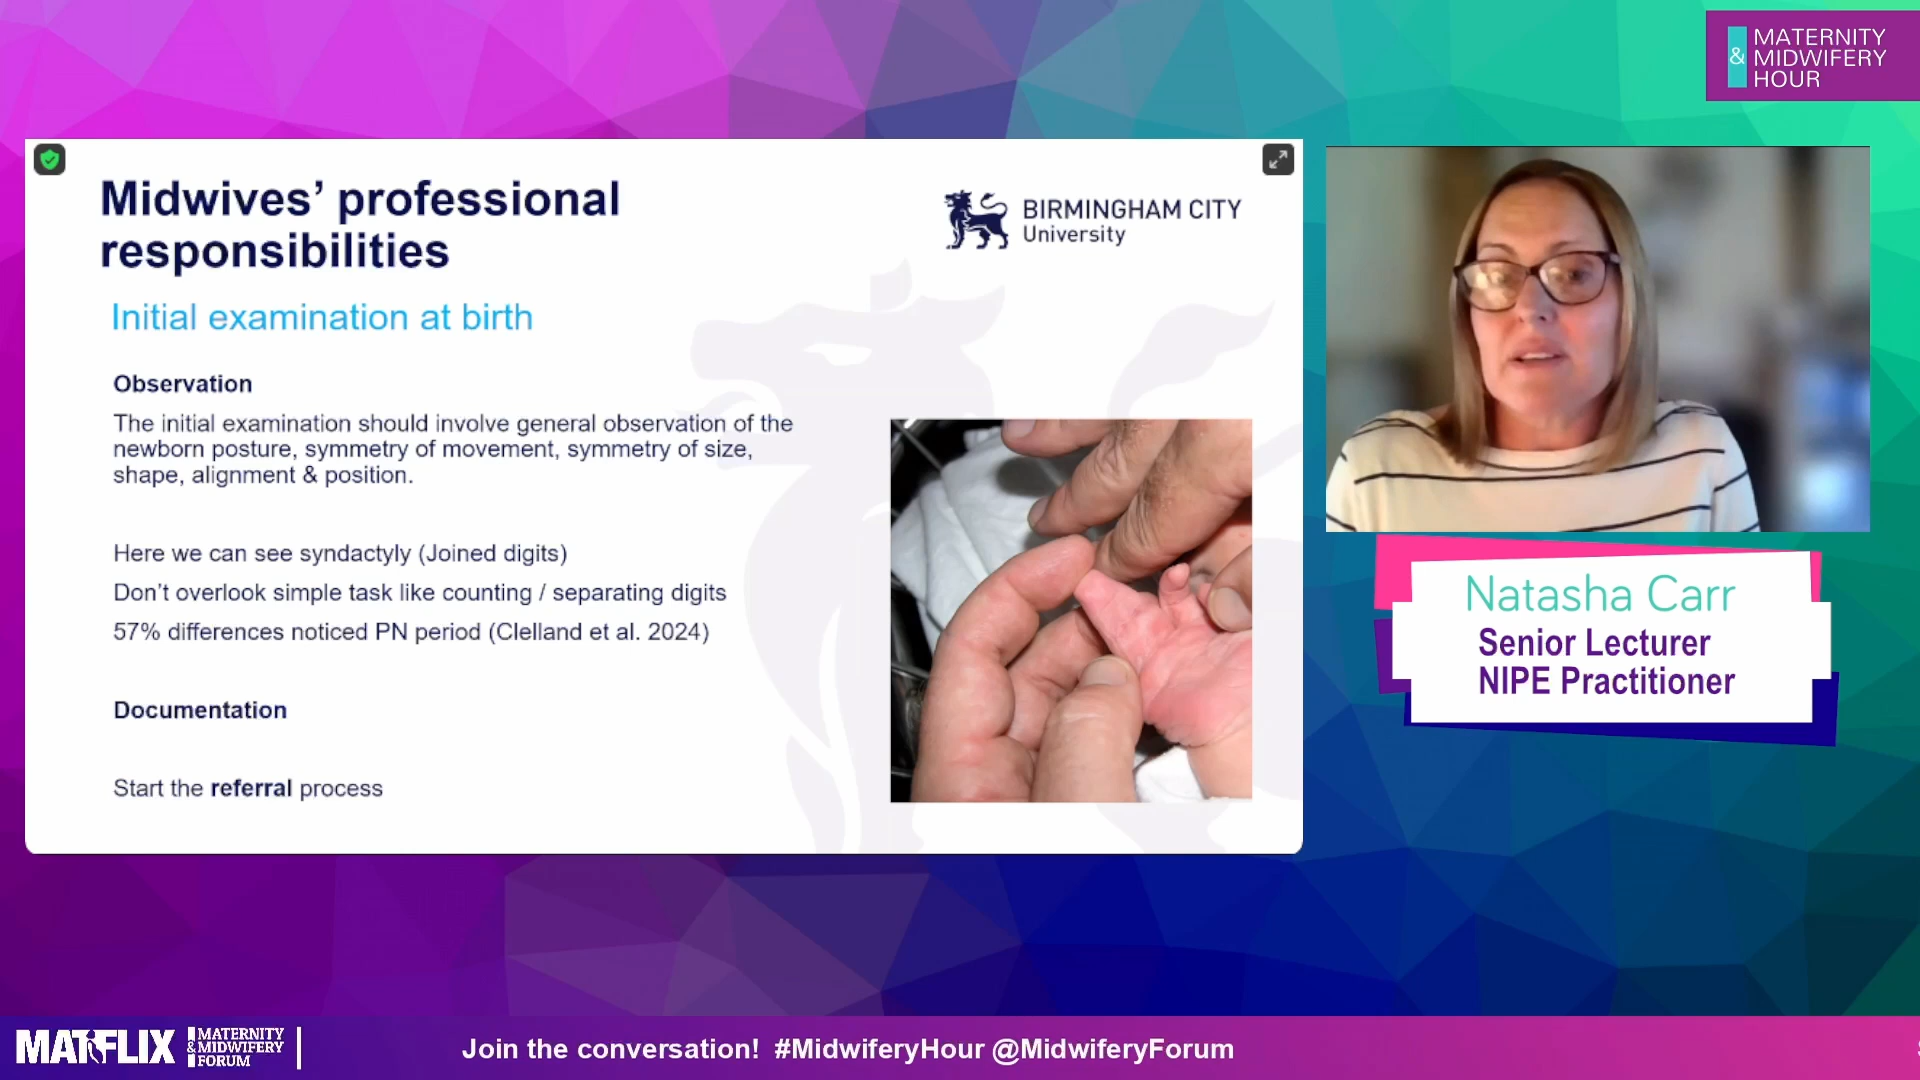 MATERNITY
& MIDWIFERY
HOUR
Midwives’ professional
responsibilities
BIRMINGHAM CITY
University
Initial examination at birth
Observation
The initial examination should involve general observation of the
newborn posture, symmetry of movement, symmetry of size,
shape, alignment & position.
Here we can see syndactyly (Joined digits)
Don’t overlook simple task like counting / separating digits
57% differences noticed PN period (Clelland et al. 2024)
Documentation
Start the referral process
Natasha Carr
Senior Lecturer
NIPE Practitioner
MATFLIX
MATERNITY
& MIDWIFERY
FORUM
Join the conversation! #MidwiferyHour @MidwiferyForum